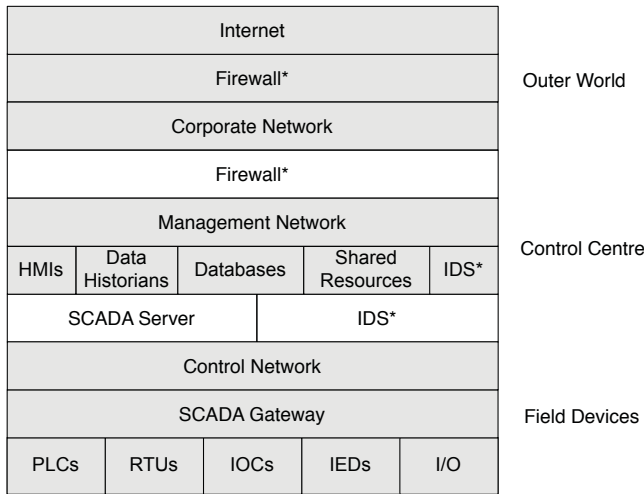 Internet
Firewall*
Outer World
Corporate Network
Firewall*
Management Network
Control Centre
HMIs
Data
Historians
Databases
Shared
Resources
IDS*
SCADA Server
IDS*
Control Network
SCADA Gateway
Field Devices
PLCs
RTUs
IOCs
IEDs
I/O